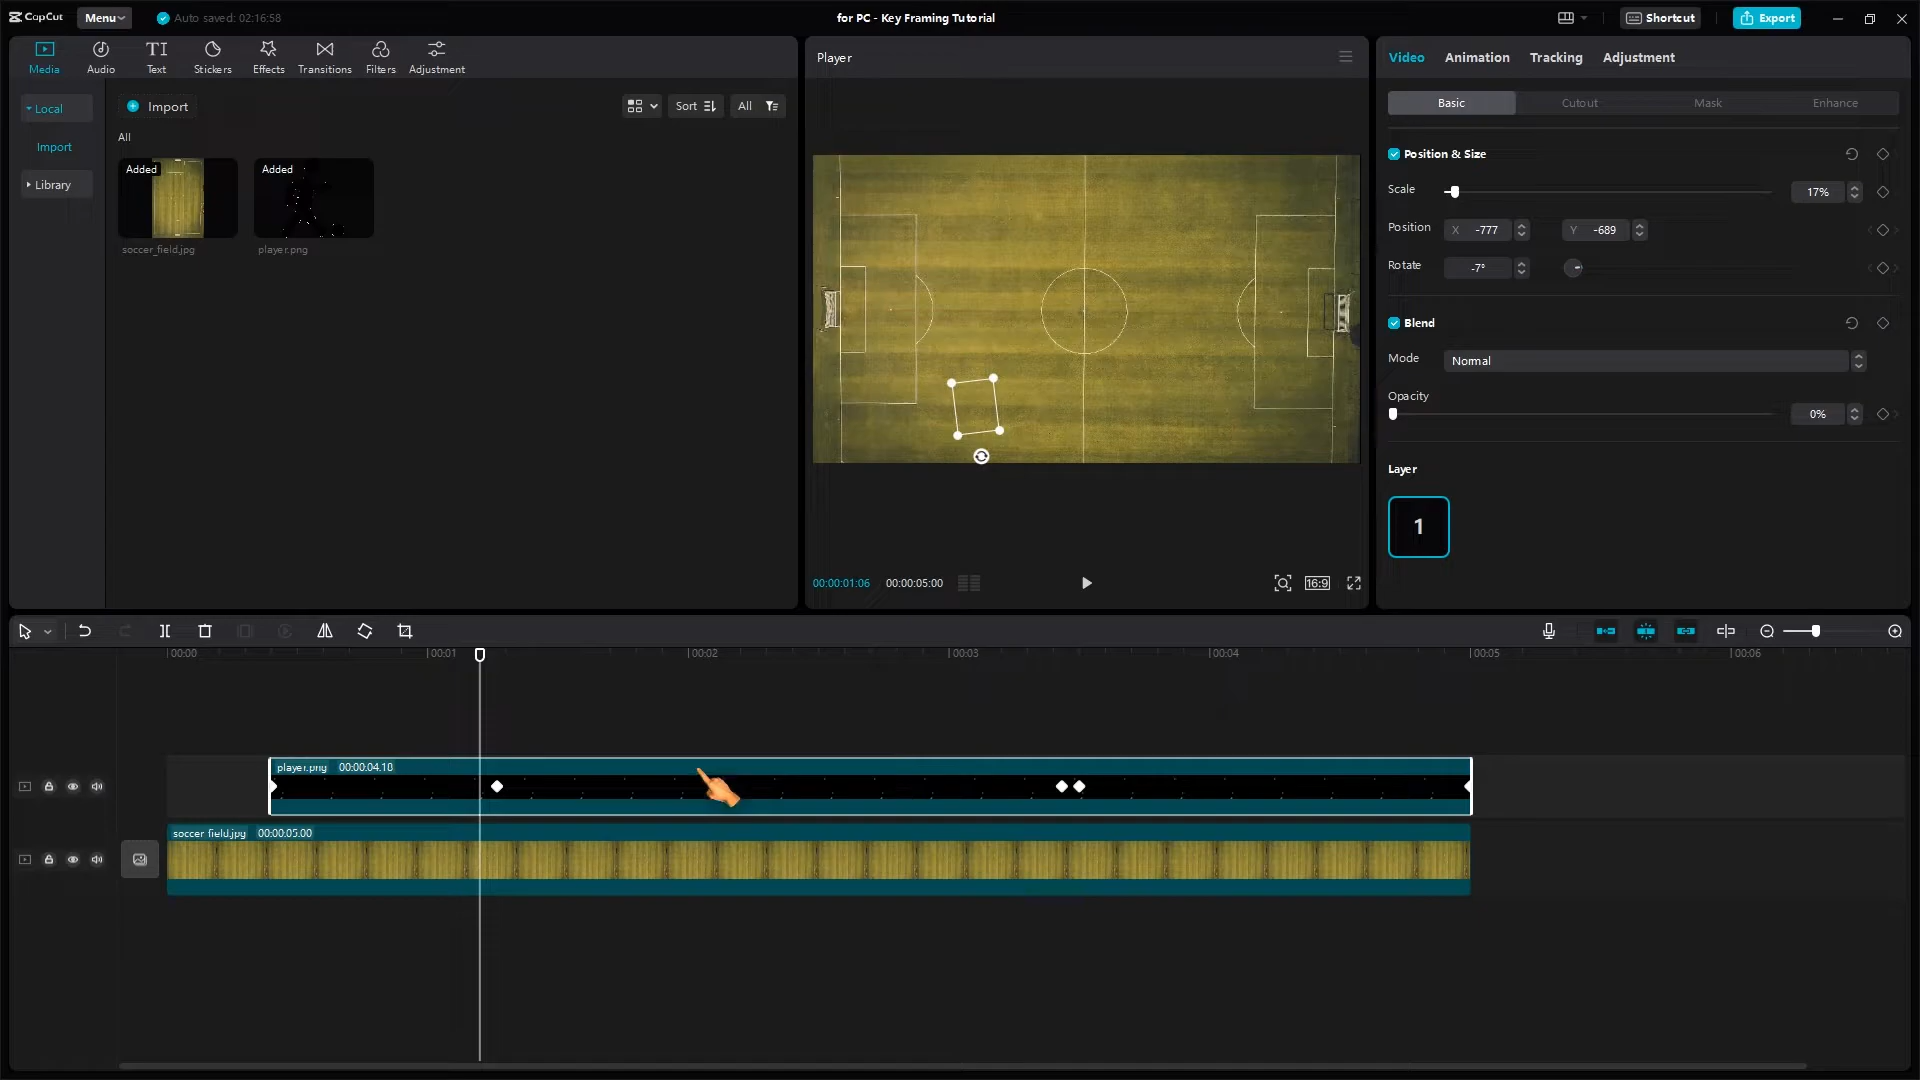 CapCut Menu Auto saved: 02:16:58 for PC - Key Framing Tutorial Shortcut Export
Media Audio Text Stickers Effects Transitions Filters Adjustment
Local
Import
Library
Import Sort All
All
Added Added
soccer_field.jpg player.png
Player
00:00:01:06 00:00:05:00 16:9
Video Animation Tracking Adjustment
Basic Cutout Mask Enhance
Position & Size
Scale 17%
Position X -777 Y -689
Rotate -7°
Blend
Mode Normal
Opacity
0%
Layer
1
00:00 00:01 00:02 00:03 00:04 00:05 00:06
player.png 00:00:04:18
soccer field.jpg 00:00:05:00